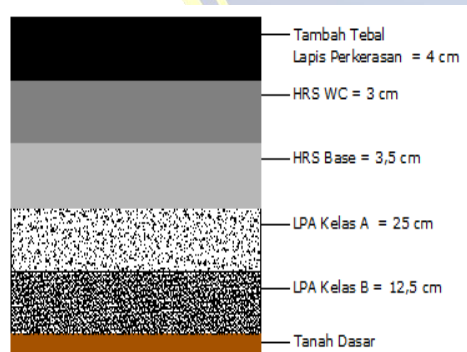 Tambah Tebal
Lapis Perkerasan = 4 cm
HRS WC = 3 cm
HRS Base = 3,5 cm
LPA Kelas A = 25 cm
LPA Kelas B = 12,5 cm
Tanah Dasar